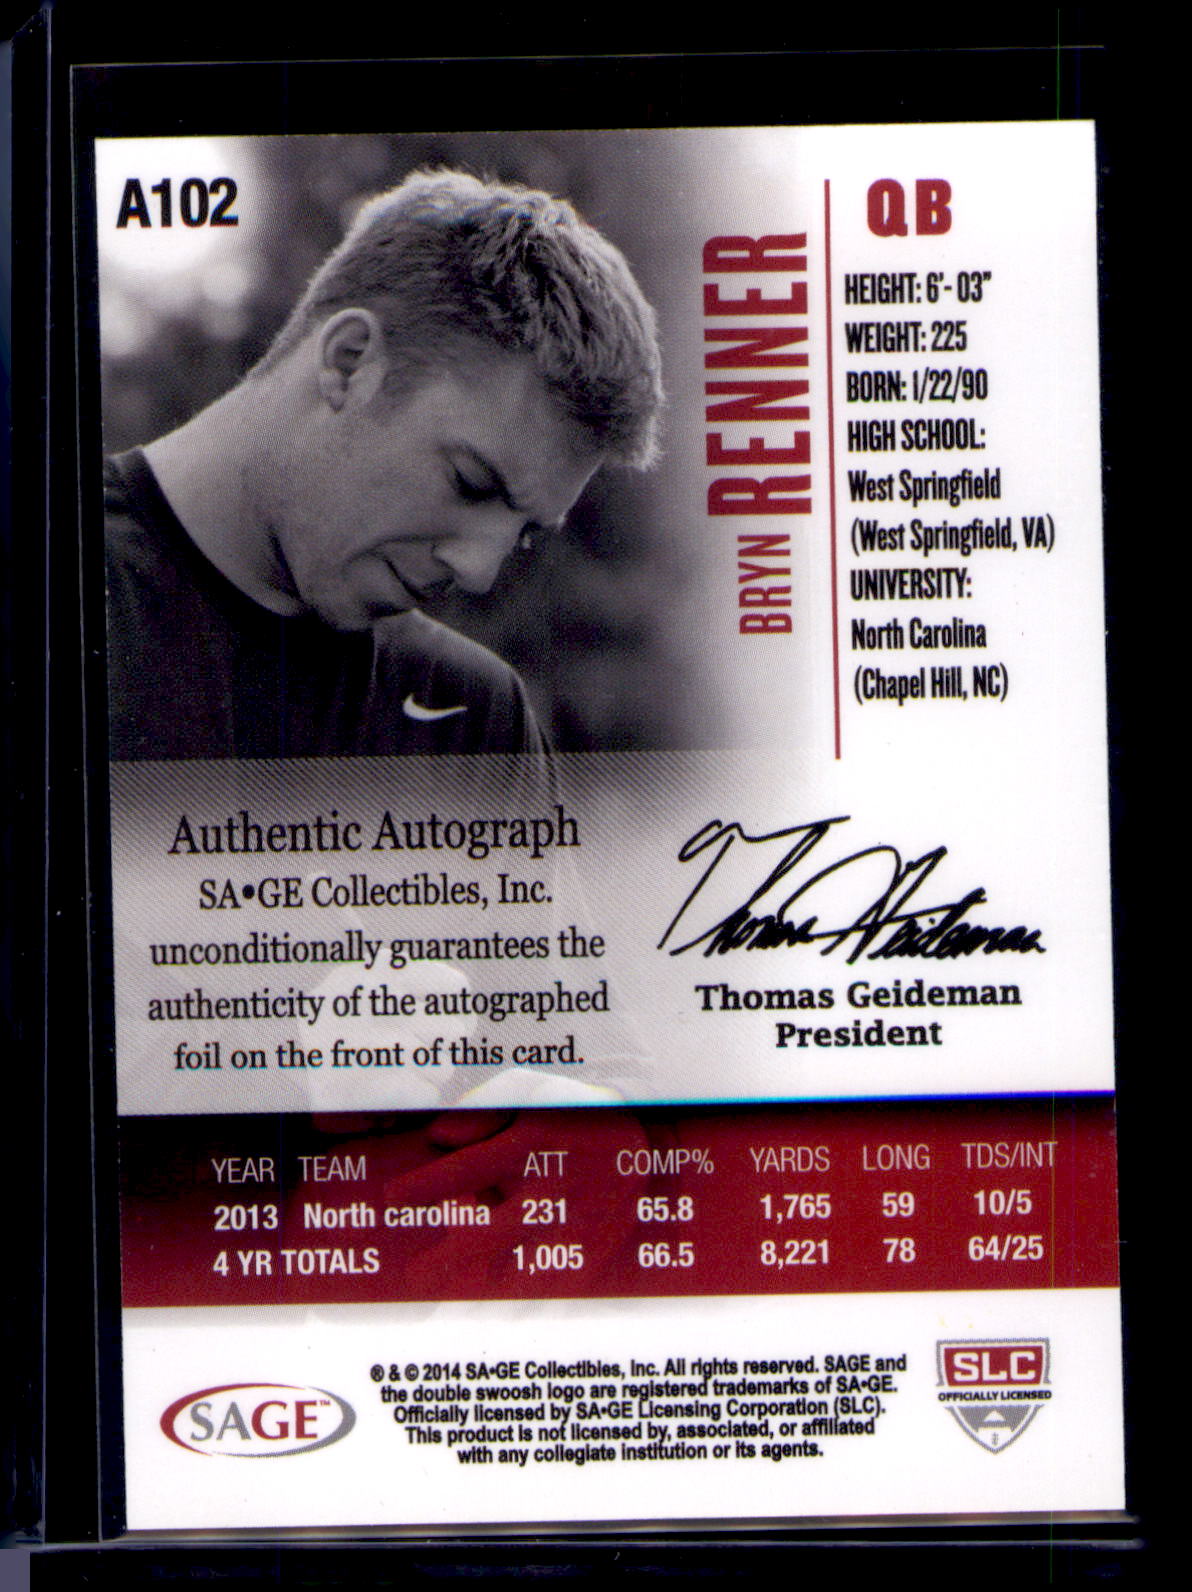 A102
BRYN RENNER
QB
HEIGHT: 6'- 03"
WEIGHT: 225
BORN: 1/22/90
HIGH SCHOOL:
West Springfield
(West Springfield, VA)
UNIVERSITY:
North Carolina
(Chapel Hill, NC)
Authentic Autograph
SA•GE Collectibles, Inc.
unconditionally guarantees the
authenticity of the autographed
foil on the front of this card.
Thomas Geideman
Thomas Geideman
President
YEAR TEAM ATT COMP% YARDS LONG TDS/INT
2013 North carolina 231 65.8 1,765 59 10/5
4 YR TOTALS 1,005 66.5 8,221 78 64/25
SAGE™
® & © 2014 SA•GE Collectibles, Inc. All rights reserved. SAGE and
the double swoosh logo are registered trademarks of SA•GE.
Officially licensed by SA•GE Licensing Corporation (SLC).
This product is not licensed by, associated, or affiliated
with any collegiate institution or its agents.
SLC
OFFICIALLY LICENSED